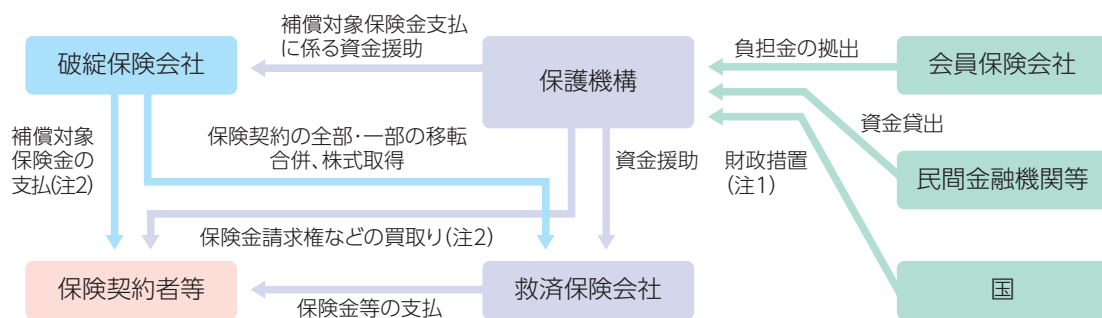 補償対象保険金支払
に係る資金援助
破綻保険会社
保護機構
負担金の拠出
会員保険会社
補償対象
保険金の
支払(注2)
保険契約の全部・一部の移転
合併、株式取得
資金援助
財政措置
(注1)
資金貸出
民間金融機関等
保険金請求権などの買取り(注2)
保険契約者等
保険金等の支払
救済保険会社
国